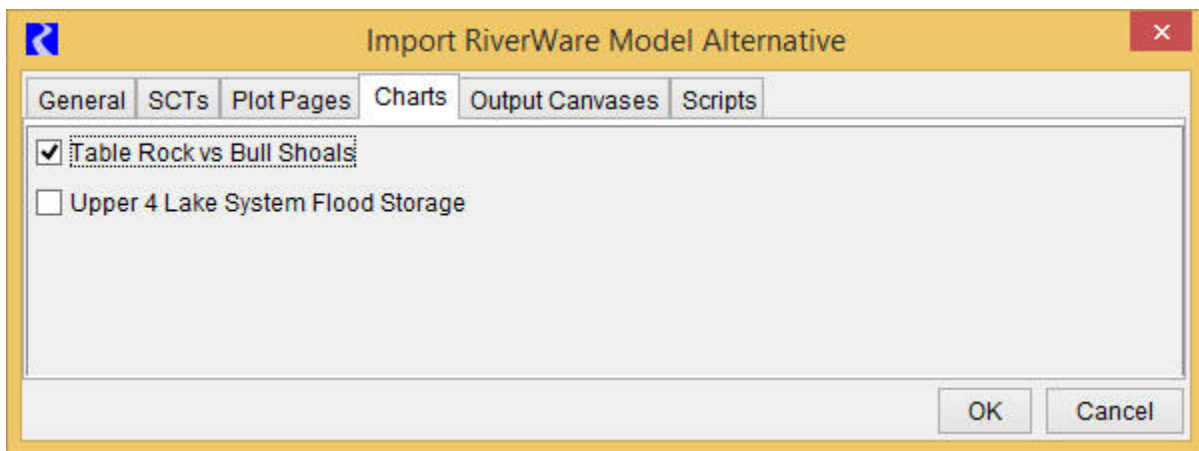 Import RiverWare Model Alternative
General SCTs Plot Pages Charts Output Canvases Scripts
Table Rock vs Bull Shoals
Upper 4 Lake System Flood Storage
OK Cancel